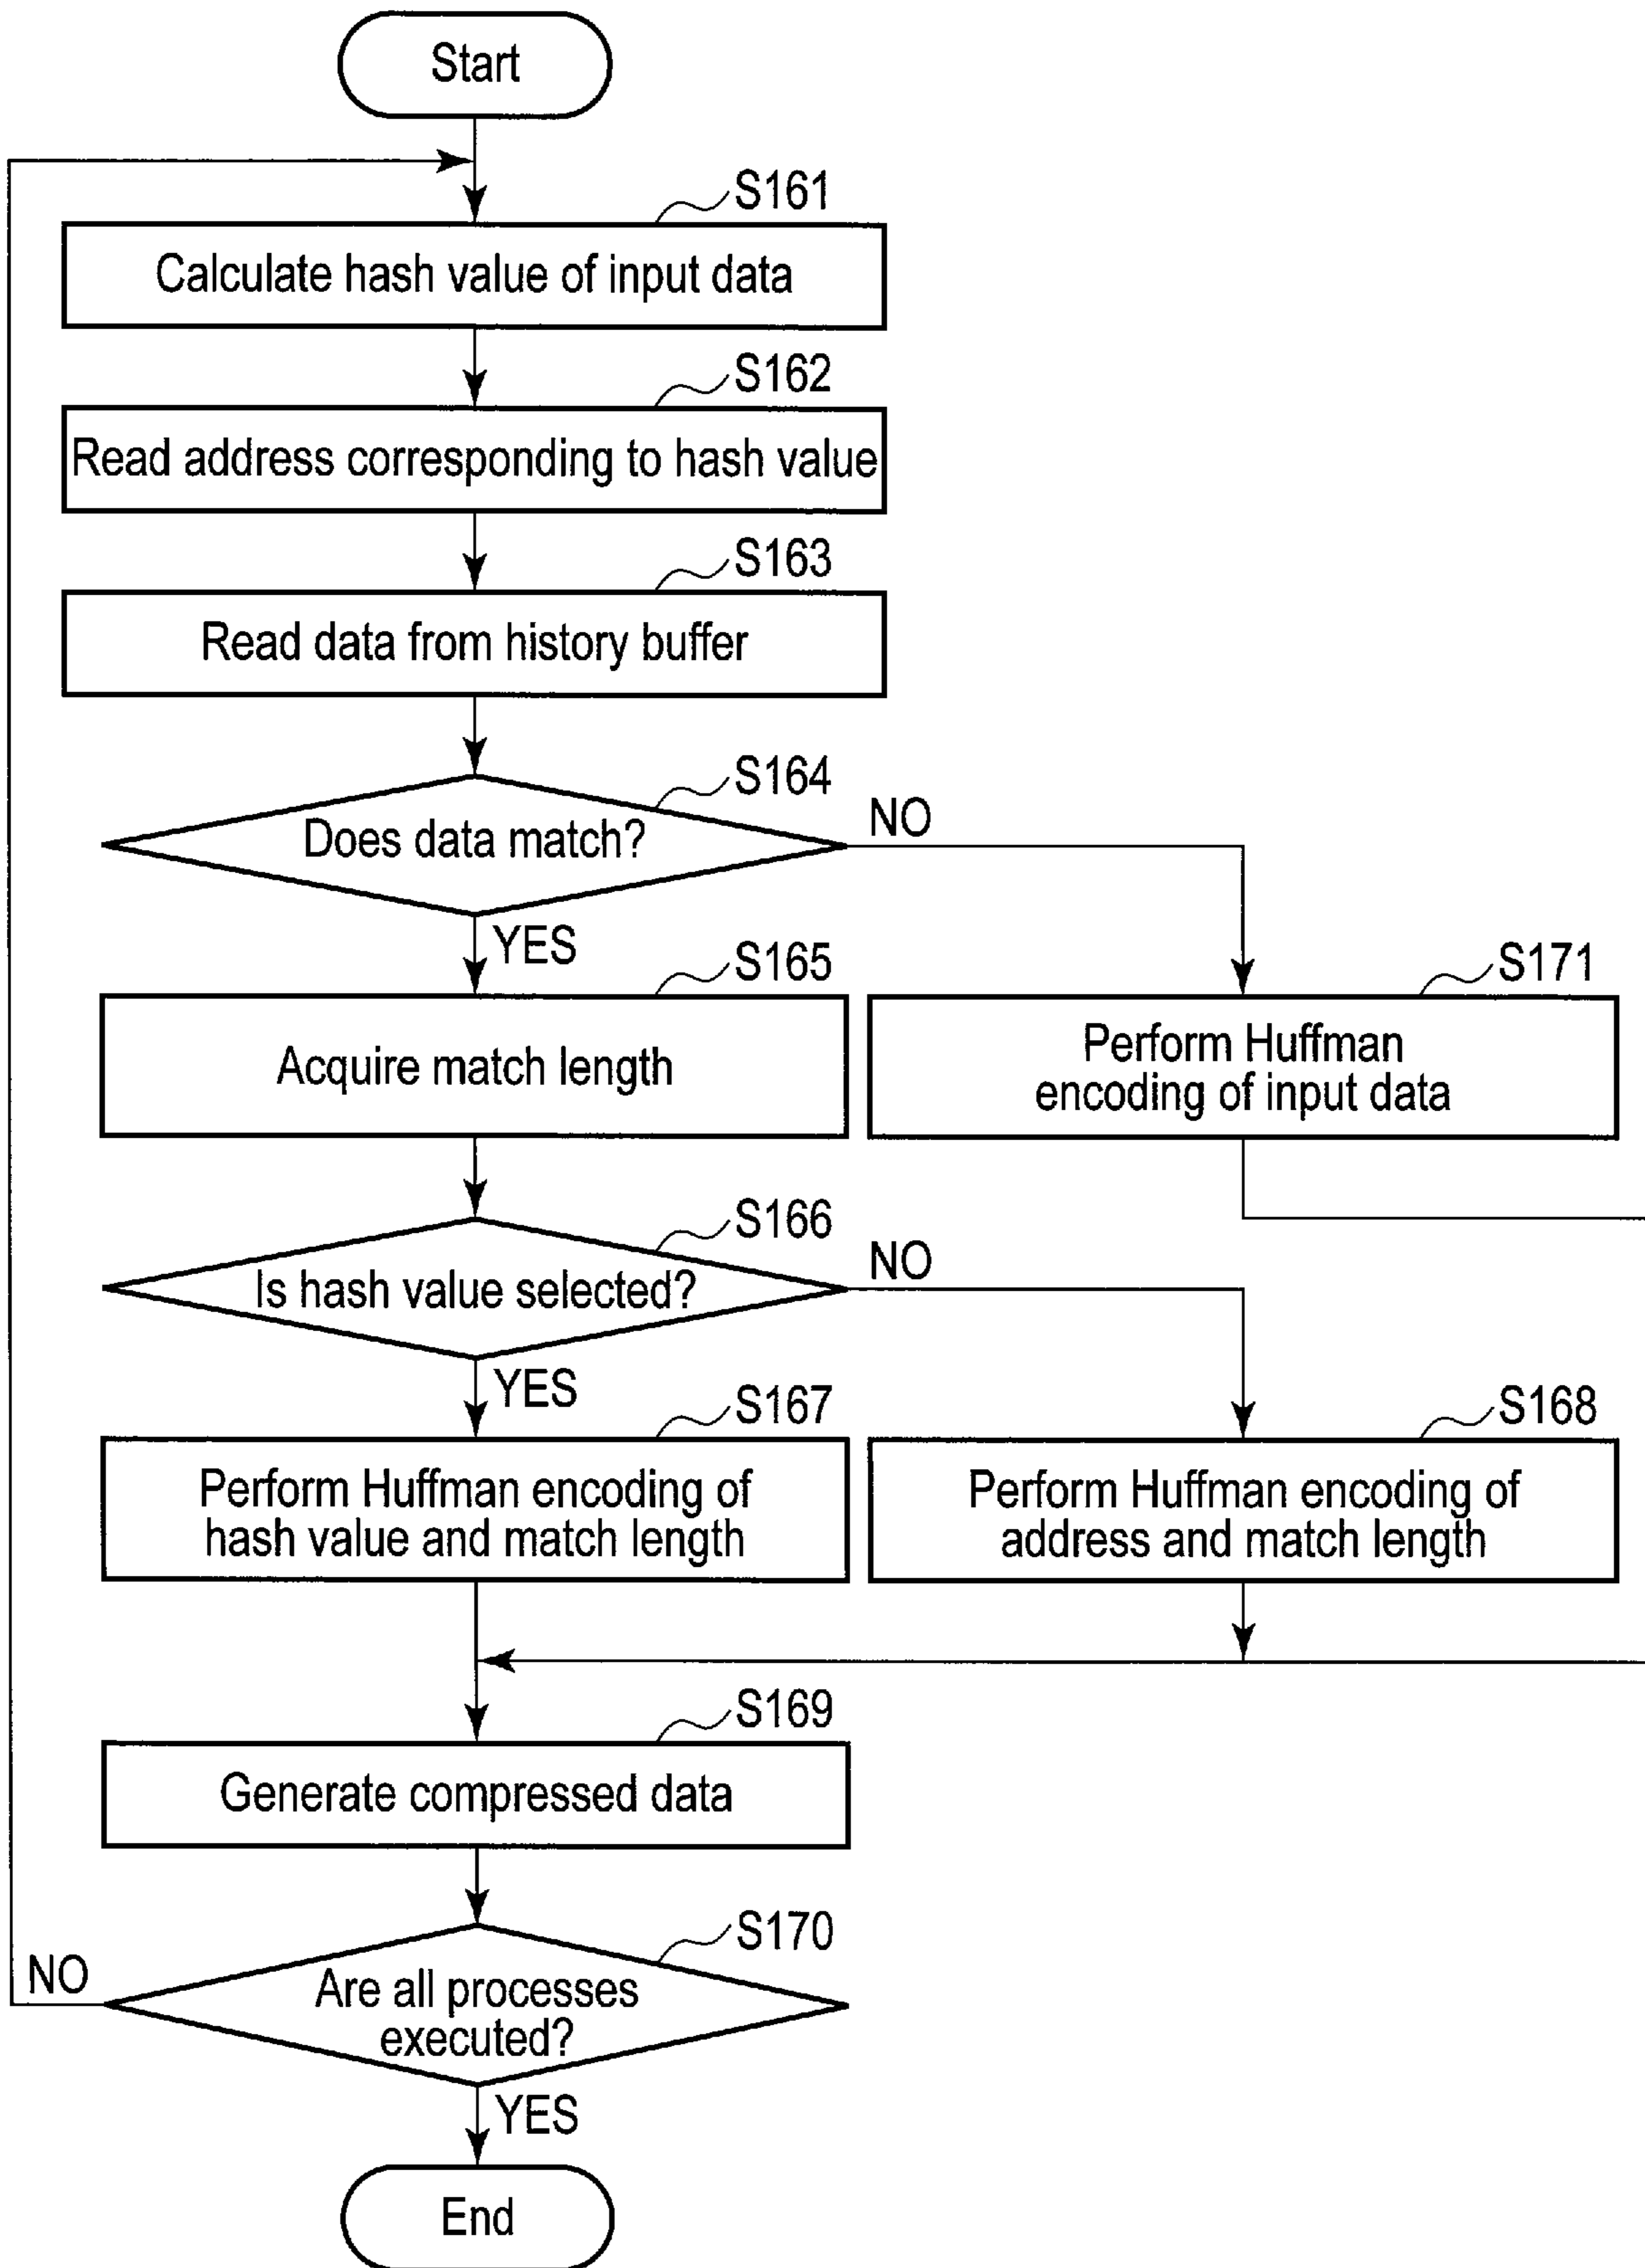 Start
S161
Calculate hash value of input data
S162
Read address corresponding to hash value
S163
Read data from history buffer
S164
Does data match?
NO
YES
S165
Acquire match length
S171
Perform Huffman
encoding of input data
S166
Is hash value selected?
NO
YES
S167
Perform Huffman encoding of
hash value and match length
S168
Perform Huffman encoding of
address and match length
S169
Generate compressed data
S170
Are all processes
executed?
NO
YES
End